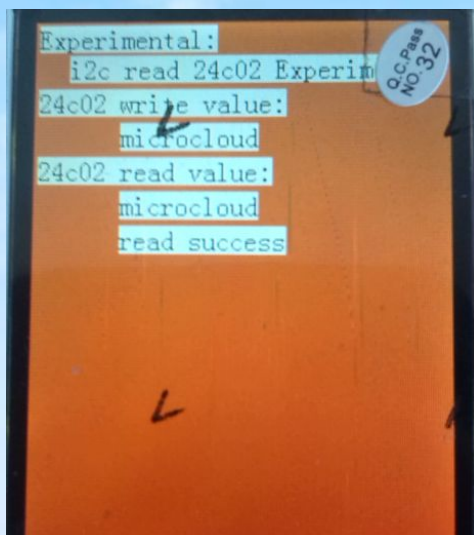 Experimental:
i2c read 24c02 Experim
24c02 write value:
microcloud
24c02 read value:
microcloud
read success
Q.C.Pass
NO. 32